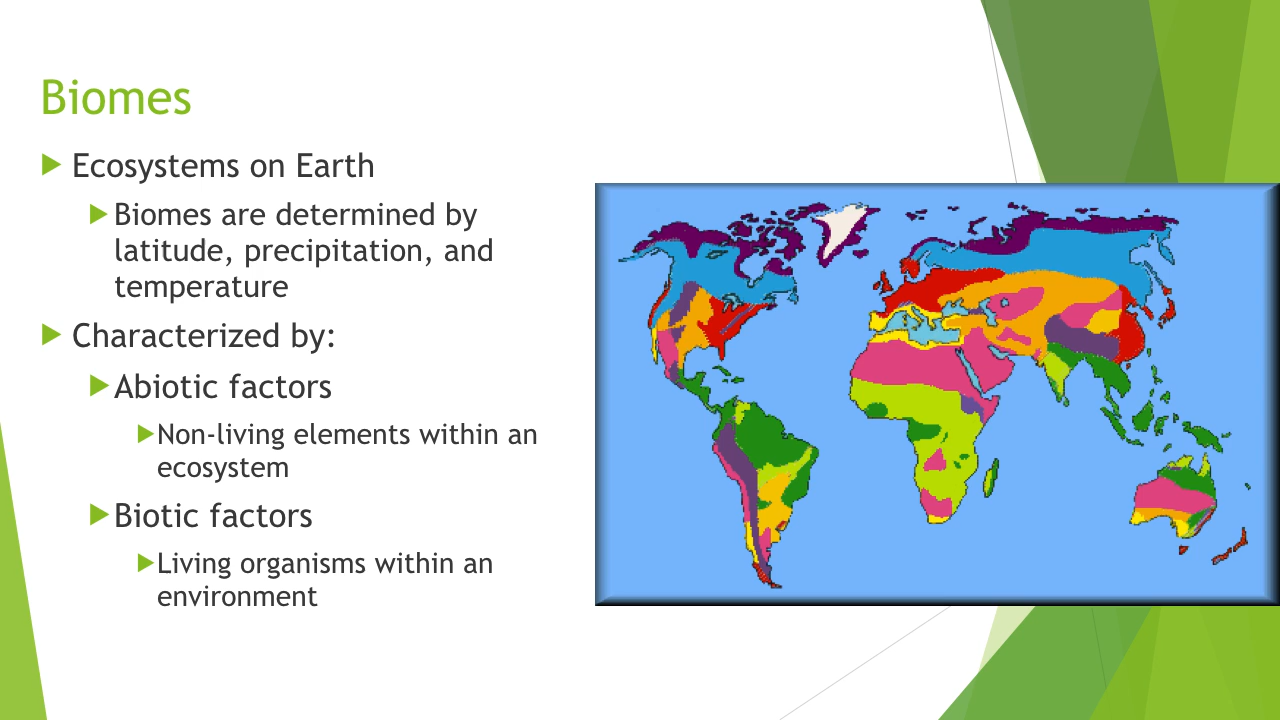 Biomes
Ecosystems on Earth
Biomes are determined by
latitude, precipitation, and
temperature
Characterized by:
Abiotic factors
Non-living elements within an
ecosystem
Biotic factors
Living organisms within an
environment